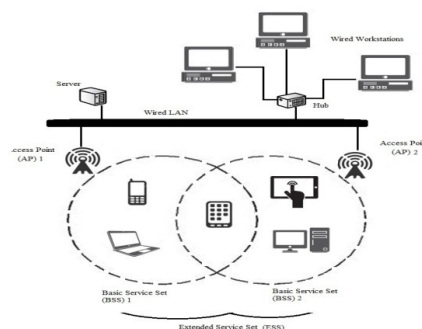 Wired Workstations
Server
Hub
Wired LAN
.ccess Point
(AP) 1
Access Poi
(AP) 2
Basic Service Set
(BSS) 1
Basic Service Set
(BSS) 2
Extended Service Set (ESS)